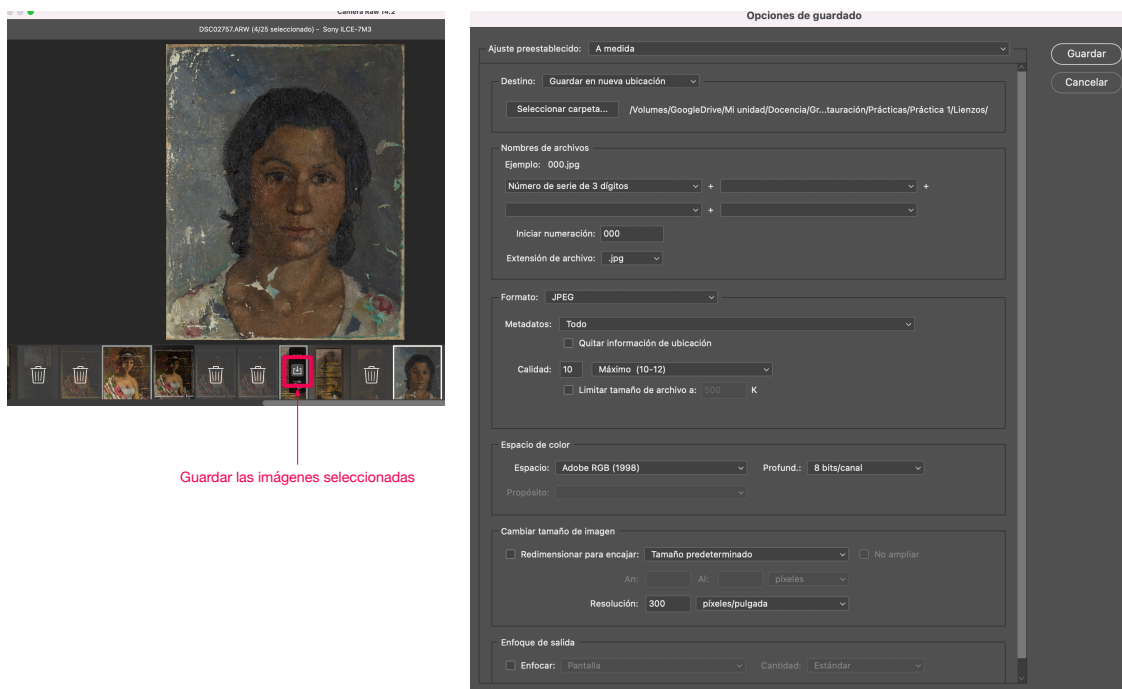 Camera Raw 14.2
DSC02757.ARW (4/25 seleccionado) - Sony ILCE-7M3
Guardar las imágenes seleccionadas
Opciones de guardado
Ajuste preestablecido: A medida
Guardar
Cancelar
Destino: Guardar en nueva ubicación
Seleccionar carpeta... /Volumes/GoogleDrive/Mi unidad/Docencia/Gr...tauración/Prácticas/Práctica 1/Lienzos/
Nombres de archivos
Ejemplo: 000.jpg
Número de serie de 3 dígitos + +
+
Iniciar numeración: 000
Extensión de archivo: .jpg
Formato: JPEG
Metadatos: Todo
Quitar información de ubicación
Calidad: 10 Máximo (10-12)
Limitar tamaño de archivo a: 500 K
Espacio de color
Espacio: Adobe RGB (1998) Profund.: 8 bits/canal
Propósito:
Cambiar tamaño de imagen
Redimensionar para encajar: Tamaño predeterminado No ampliar
An: Al: píxeles
Resolución: 300 píxeles/pulgada
Enfoque de salida
Enfocar: Pantalla Cantidad: Estándar